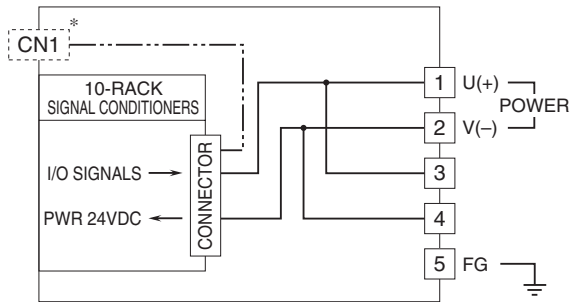 *
CN1
10-RACK
SIGNAL CONDITIONERS
I/O SIGNALS
PWR 24VDC
CONNECTOR
1 U(+)
POWER
2 V(–)
3
4
5 FG